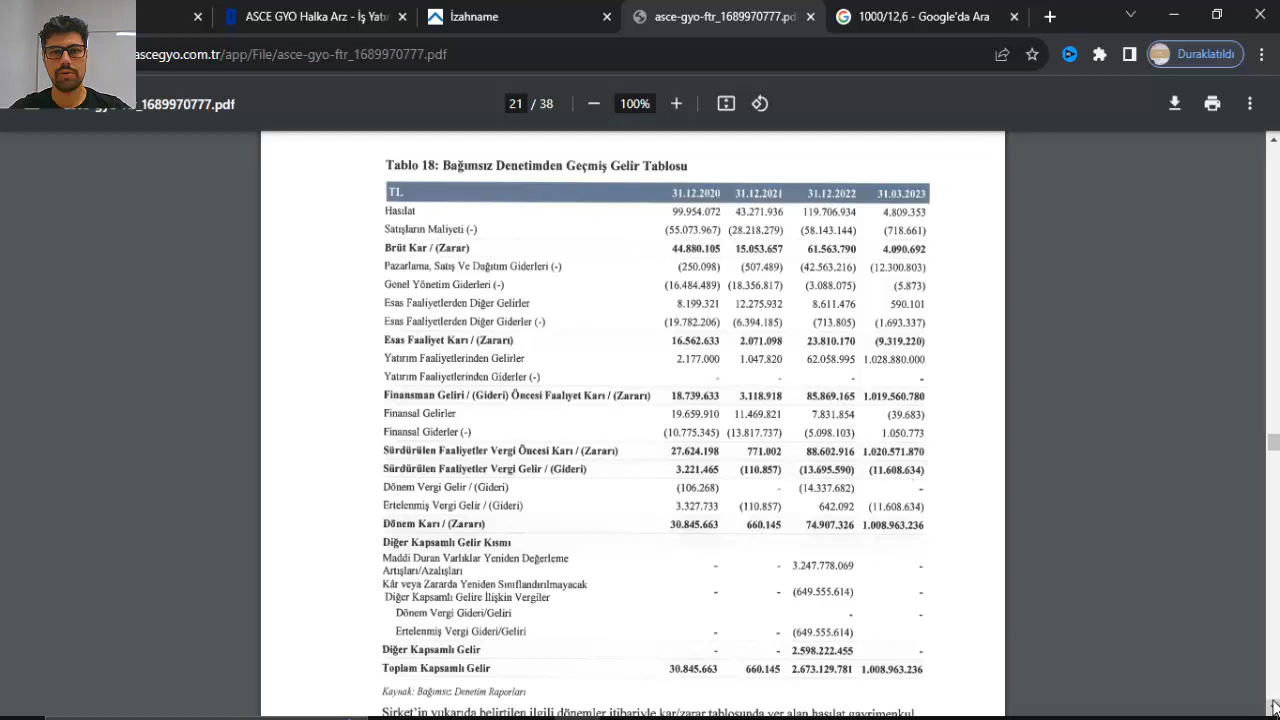 ASCE GYO Halka Arz - İş Yatır
İzahname
asce-gyo-ftr_1689970777.pdf
1000/12,6 - Google'da Ara
ascegyo.com.tr/app/File/asce-gyo-ftr_1689970777.pdf
Duraklatıldı
_1689970777.pdf
21 / 38
100%
Tablo 18: Bağımsız Denetimden Geçmiş Gelir Tablosu
TL 31.12.2020 31.12.2021 31.12.2022 31.03.2023
Hasılat 99.954.072 43.271.936 119.706.934 4.809.353
Satışların Maliyeti (-) (55.073.967) (28.218.279) (58.143.144) (718.661)
Brüt Kar / (Zarar) 44.880.105 15.053.657 61.563.790 4.090.692
Pazarlama, Satış Ve Dağıtım Giderleri (-) (250.098) (507.489) (42.563.216) (12.300.803)
Genel Yönetim Giderleri (-) (16.484.489) (18.356.817) (3.088.075) (5.873)
Esas Faaliyetlerden Diğer Gelirler 8.199.321 12.275.932 8.611.476 590.101
Esas Faaliyetlerden Diğer Giderler (-) (19.782.206) (6.394.185) (713.805) (1.693.337)
Esas Faaliyet Karı / (Zararı) 16.562.633 2.071.098 23.810.170 (9.319.220)
Yatırım Faaliyetlerinden Gelirler 2.177.000 1.047.820 62.058.995 1.028.880.000
Yatırım Faaliyetlerinden Giderler (-) - - - -
Finansman Geliri / (Gideri) Öncesi Faaliyet Karı / (Zararı) 18.739.633 3.118.918 85.869.165 1.019.560.780
Finansal Gelirler 19.659.910 11.469.821 7.831.854 (39.683)
Finansal Giderler (-) (10.775.345) (13.817.737) (5.098.103) 1.050.773
Sürdürülen Faaliyetler Vergi Öncesi Karı / (Zararı) 27.624.198 771.002 88.602.916 1.020.571.870
Sürdürülen Faaliyetler Vergi Gelir / (Gideri) 3.221.465 (110.857) (13.695.590) (11.608.634)
Dönem Vergi Gelir / (Gideri) (106.268) - (14.337.682) -
Ertelenmiş Vergi Gelir / (Gideri) 3.327.733 (110.857) 642.092 (11.608.634)
Dönem Karı / (Zararı) 30.845.663 660.145 74.907.326 1.008.963.236
Diğer Kapsamlı Gelir Kısmı
Maddi Duran Varlıklar Yeniden Değerleme
Artışları/Azalışları - - 3.247.778.069 -
Kâr veya Zararda Yeniden Sınıflandırılmayacak
Diğer Kapsamlı Gelire İlişkin Vergiler - - (649.555.614) -
Dönem Vergi Gideri/Geliri - -
Ertelenmiş Vergi Gideri/Geliri - - (649.555.614)
Diğer Kapsamlı Gelir - - 2.598.222.455 -
Toplam Kapsamlı Gelir 30.845.663 660.145 2.673.129.781 1.008.963.236
Kaynak: Bağımsız Denetim Raporları
Şirket'in yukarıda belirtilen ilgili dönemler itibariyle kar/zarar tablosunda yer alan hasılat gayrimenkul